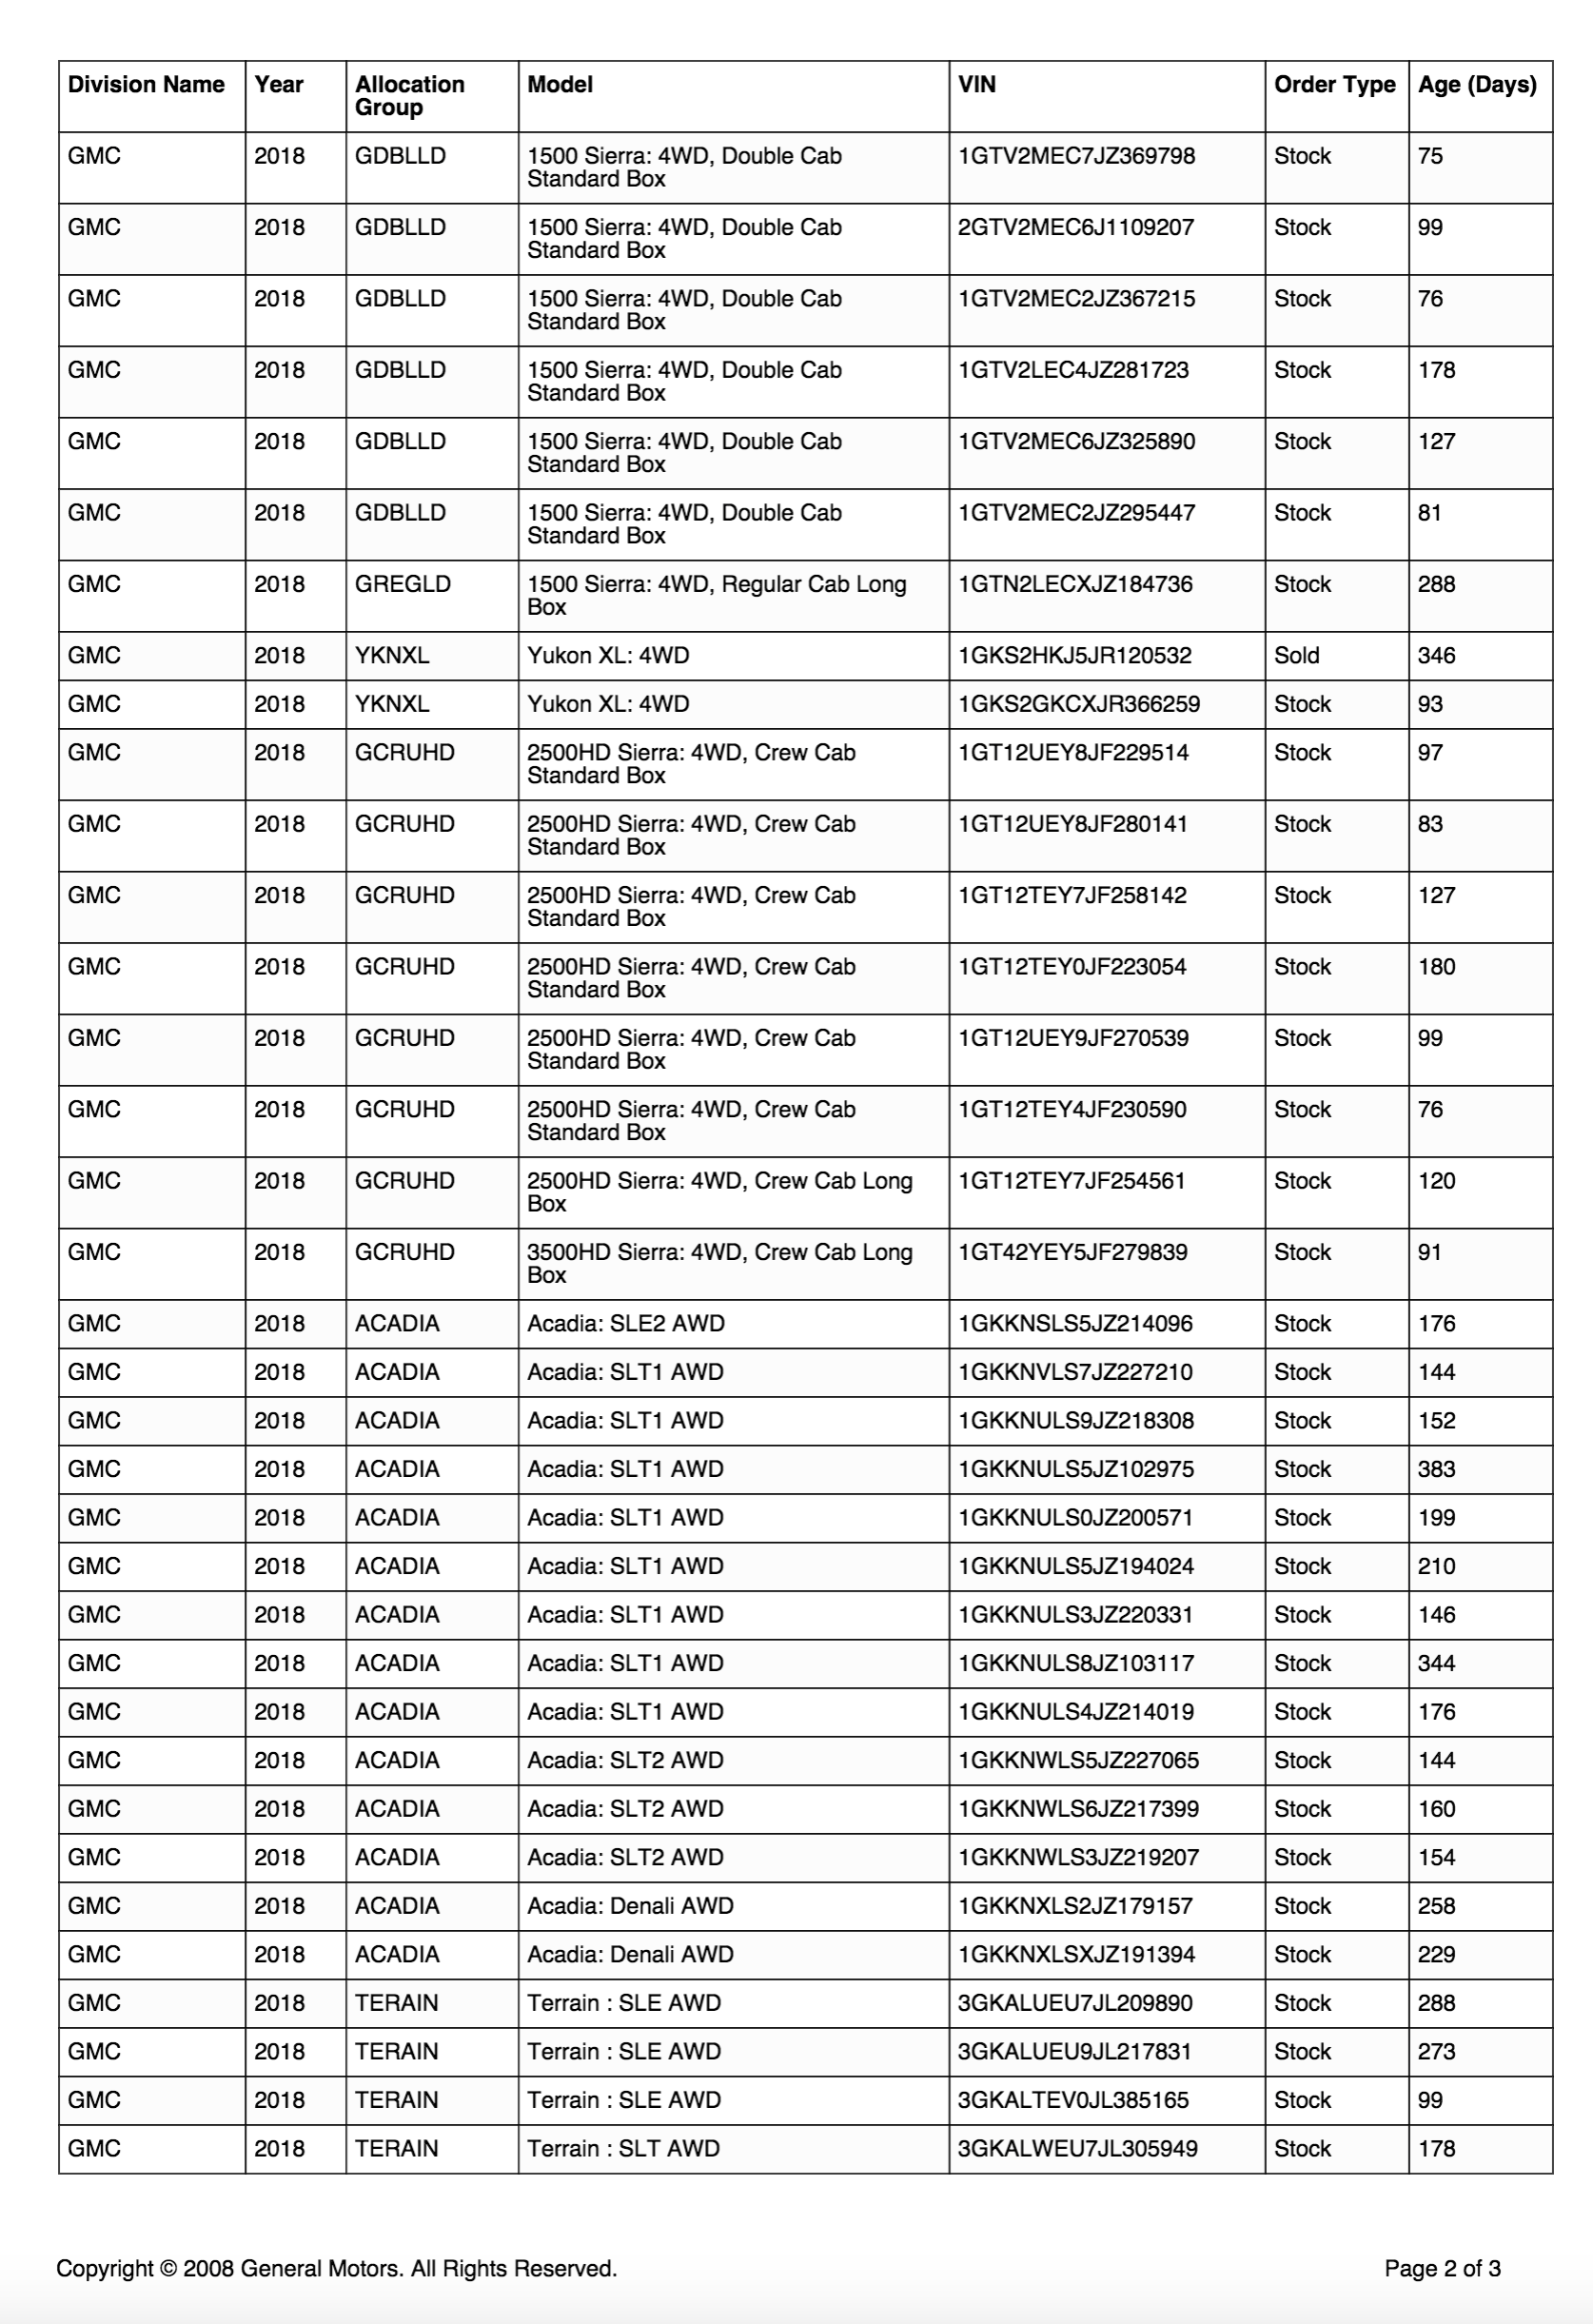 Division Name Year Allocation Group Model VIN Order Type Age (Days)
GMC 2018 GDBLLD 1500 Sierra: 4WD, Double Cab Standard Box 1GTV2MEC7JZ369798 Stock 75
GMC 2018 GDBLLD 1500 Sierra: 4WD, Double Cab Standard Box 2GTV2MEC6J1109207 Stock 99
GMC 2018 GDBLLD 1500 Sierra: 4WD, Double Cab Standard Box 1GTV2MEC2JZ367215 Stock 76
GMC 2018 GDBLLD 1500 Sierra: 4WD, Double Cab Standard Box 1GTV2LEC4JZ281723 Stock 178
GMC 2018 GDBLLD 1500 Sierra: 4WD, Double Cab Standard Box 1GTV2MEC6JZ325890 Stock 127
GMC 2018 GDBLLD 1500 Sierra: 4WD, Double Cab Standard Box 1GTV2MEC2JZ295447 Stock 81
GMC 2018 GREGLD 1500 Sierra: 4WD, Regular Cab Long Box 1GTN2LECXJZ184736 Stock 288
GMC 2018 YKNXL Yukon XL: 4WD 1GKS2HKJ5JR120532 Sold 346
GMC 2018 YKNXL Yukon XL: 4WD 1GKS2GKCXJR366259 Stock 93
GMC 2018 GCRUHD 2500HD Sierra: 4WD, Crew Cab Standard Box 1GT12UEY8JF229514 Stock 97
GMC 2018 GCRUHD 2500HD Sierra: 4WD, Crew Cab Standard Box 1GT12UEY8JF280141 Stock 83
GMC 2018 GCRUHD 2500HD Sierra: 4WD, Crew Cab Standard Box 1GT12TEY7JF258142 Stock 127
GMC 2018 GCRUHD 2500HD Sierra: 4WD, Crew Cab Standard Box 1GT12TEY0JF223054 Stock 180
GMC 2018 GCRUHD 2500HD Sierra: 4WD, Crew Cab Standard Box 1GT12UEY9JF270539 Stock 99
GMC 2018 GCRUHD 2500HD Sierra: 4WD, Crew Cab Standard Box 1GT12TEY4JF230590 Stock 76
GMC 2018 GCRUHD 2500HD Sierra: 4WD, Crew Cab Long Box 1GT12TEY7JF254561 Stock 120
GMC 2018 GCRUHD 3500HD Sierra: 4WD, Crew Cab Long Box 1GT42YEY5JF279839 Stock 91
GMC 2018 ACADIA Acadia: SLE2 AWD 1GKKNSLS5JZ214096 Stock 176
GMC 2018 ACADIA Acadia: SLT1 AWD 1GKKNVLS7JZ227210 Stock 144
GMC 2018 ACADIA Acadia: SLT1 AWD 1GKKNULS9JZ218308 Stock 152
GMC 2018 ACADIA Acadia: SLT1 AWD 1GKKNULS5JZ102975 Stock 383
GMC 2018 ACADIA Acadia: SLT1 AWD 1GKKNULS0JZ200571 Stock 199
GMC 2018 ACADIA Acadia: SLT1 AWD 1GKKNULS5JZ194024 Stock 210
GMC 2018 ACADIA Acadia: SLT1 AWD 1GKKNULS3JZ220331 Stock 146
GMC 2018 ACADIA Acadia: SLT1 AWD 1GKKNULS8JZ103117 Stock 344
GMC 2018 ACADIA Acadia: SLT1 AWD 1GKKNULS4JZ214019 Stock 176
GMC 2018 ACADIA Acadia: SLT2 AWD 1GKKNWLS5JZ227065 Stock 144
GMC 2018 ACADIA Acadia: SLT2 AWD 1GKKNWLS6JZ217399 Stock 160
GMC 2018 ACADIA Acadia: SLT2 AWD 1GKKNWLS3JZ219207 Stock 154
GMC 2018 ACADIA Acadia: Denali AWD 1GKKNXLS2JZ179157 Stock 258
GMC 2018 ACADIA Acadia: Denali AWD 1GKKNXLSXJZ191394 Stock 229
GMC 2018 TERAIN Terrain : SLE AWD 3GKALUEU7JL209890 Stock 288
GMC 2018 TERAIN Terrain : SLE AWD 3GKALUEU9JL217831 Stock 273
GMC 2018 TERAIN Terrain : SLE AWD 3GKALTEV0JL385165 Stock 99
GMC 2018 TERAIN Terrain : SLT AWD 3GKALWEU7JL305949 Stock 178
Copyright © 2008 General Motors. All Rights Reserved. Page 2 of 3